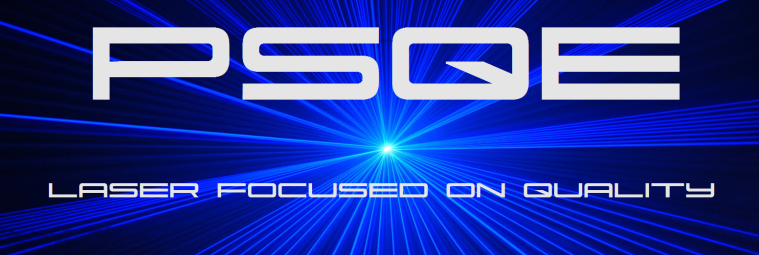 PSQE
LASER FOCUSED ON QUALITY